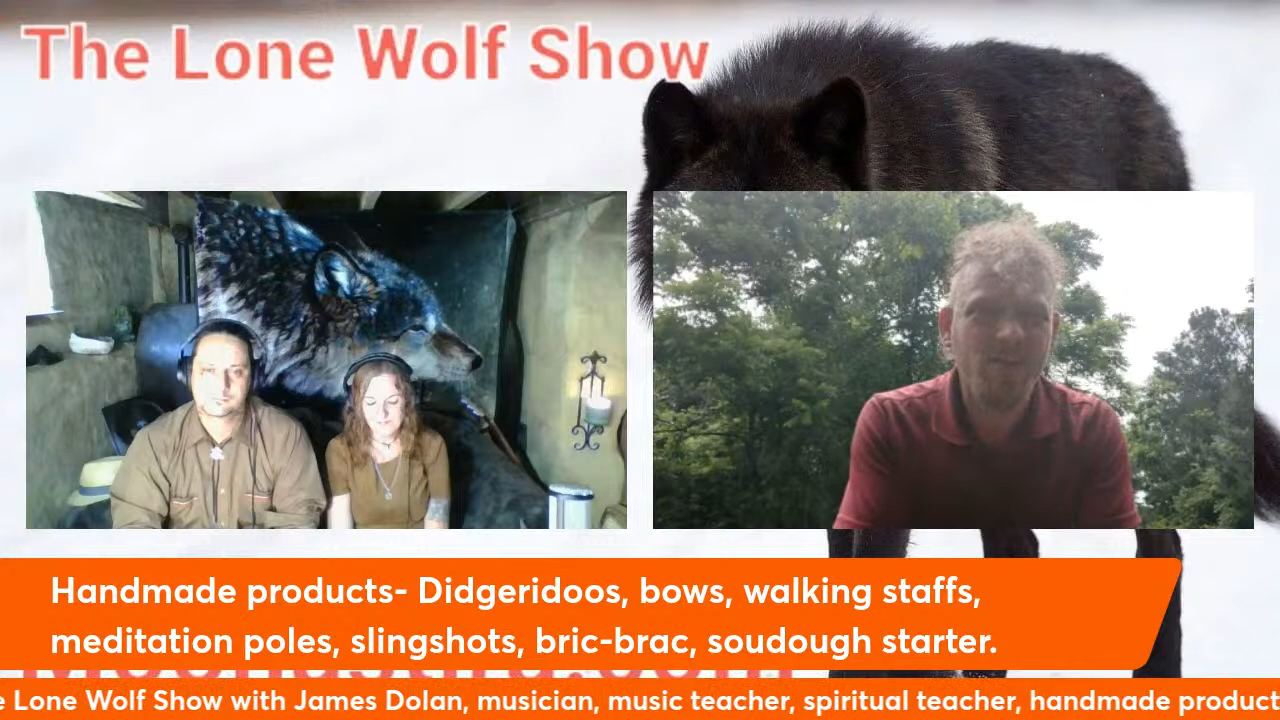 The Lone Wolf Show
Handmade products- Didgeridoos, bows, walking staffs,
meditation poles, slingshots, bric-brac, soudough starter.
e Lone Wolf Show with James Dolan, musician, music teacher, spiritual teacher, handmade product